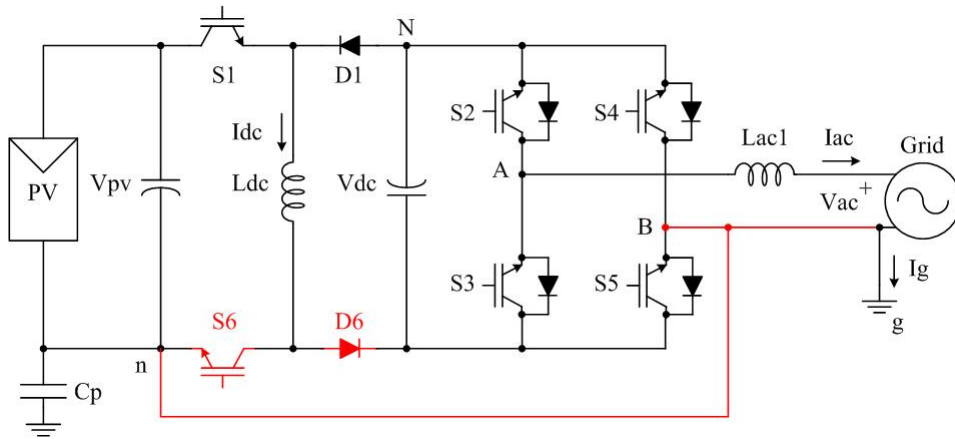 N
S1
D1
S2
S4
Idc
Lac1
Iac
Grid
PV
Vpv
Ldc
Vdc
A
Vac
+
B
S3
S5
Ig
S6
D6
g
n
Cp